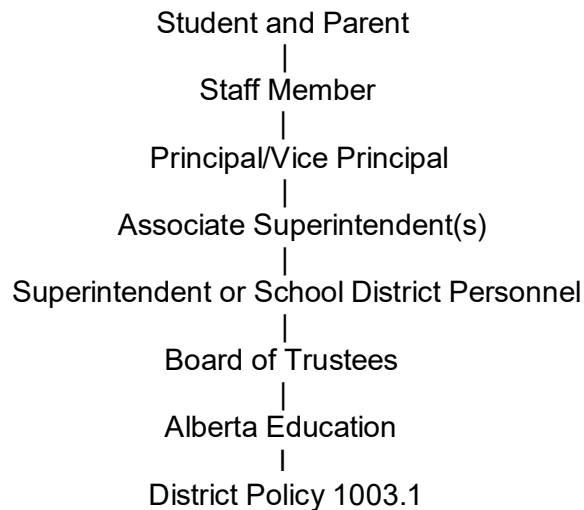 Student and Parent
|
Staff Member
|
Principal/Vice Principal
|
Associate Superintendent(s)
|
Superintendent or School District Personnel
|
Board of Trustees
|
Alberta Education
|
District Policy 1003.1